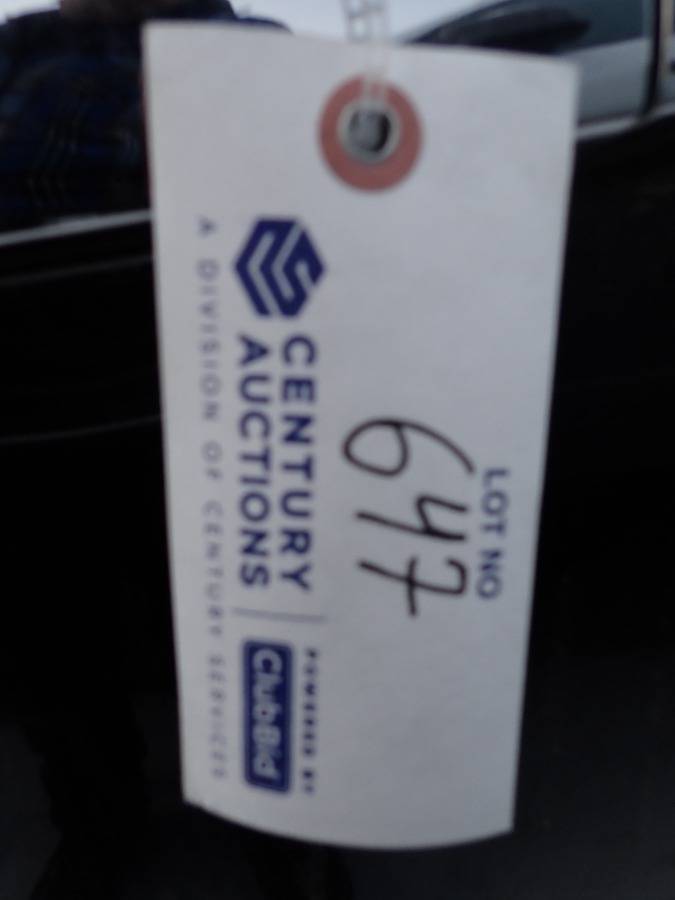 LOT NO
647
CENTURY
AUCTIONS
POWERED BY
ClubBid
A DIVISION OF CENTURY SERVICES